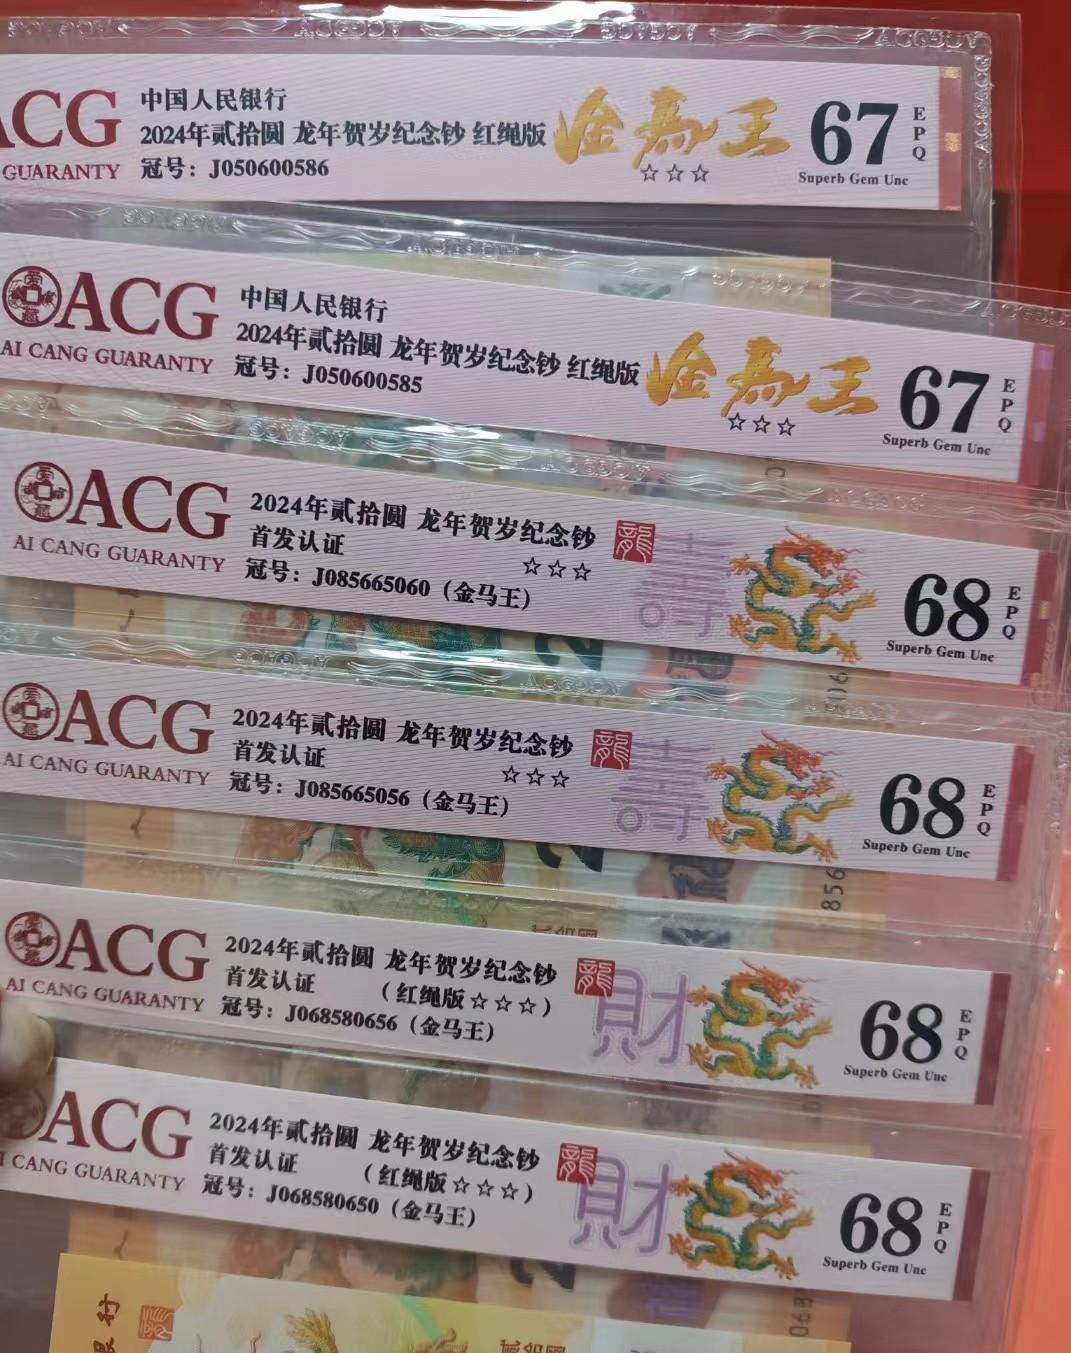 ACG
GUARANTY
中国人民银行
2024年贰拾圆 龙年贺岁纪念钞 红绳版
冠号：J050600586
金马王
☆☆☆
67
EPQ
Superb Gem Unc
ACG
AI CANG GUARANTY
中国人民银行
2024年贰拾圆 龙年贺岁纪念钞 红绳版
冠号：J050600585
金马王
☆☆☆
67
EPQ
Superb Gem Unc
ACG
AI CANG GUARANTY
2024年贰拾圆 龙年贺岁纪念钞
首发认证 ☆☆☆
冠号：J085665060（金马王）
龍
壽
68
EPQ
Superb Gem Unc
ACG
AI CANG GUARANTY
2024年贰拾圆 龙年贺岁纪念钞
首发认证 ☆☆☆
冠号：J085665056（金马王）
龍
壽
68
EPQ
Superb Gem Unc
856
ACG
AI CANG GUARANTY
2024年贰拾圆 龙年贺岁纪念钞
首发认证 （红绳版☆☆☆）
冠号：J068580656（金马王）
龍
財
68
EPQ
Superb Gem Unc
ACG
CANG GUARANTY
2024年贰拾圆 龙年贺岁纪念钞
首发认证 （红绳版☆☆☆）
冠号：J068580650（金马王）
龍
財
68
EPQ
Superb Gem Unc